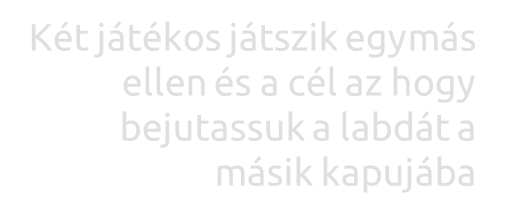 Két játékos játszik egymás
ellen és a cél az hogy
bejutassuk a labdát a
másik kapujába